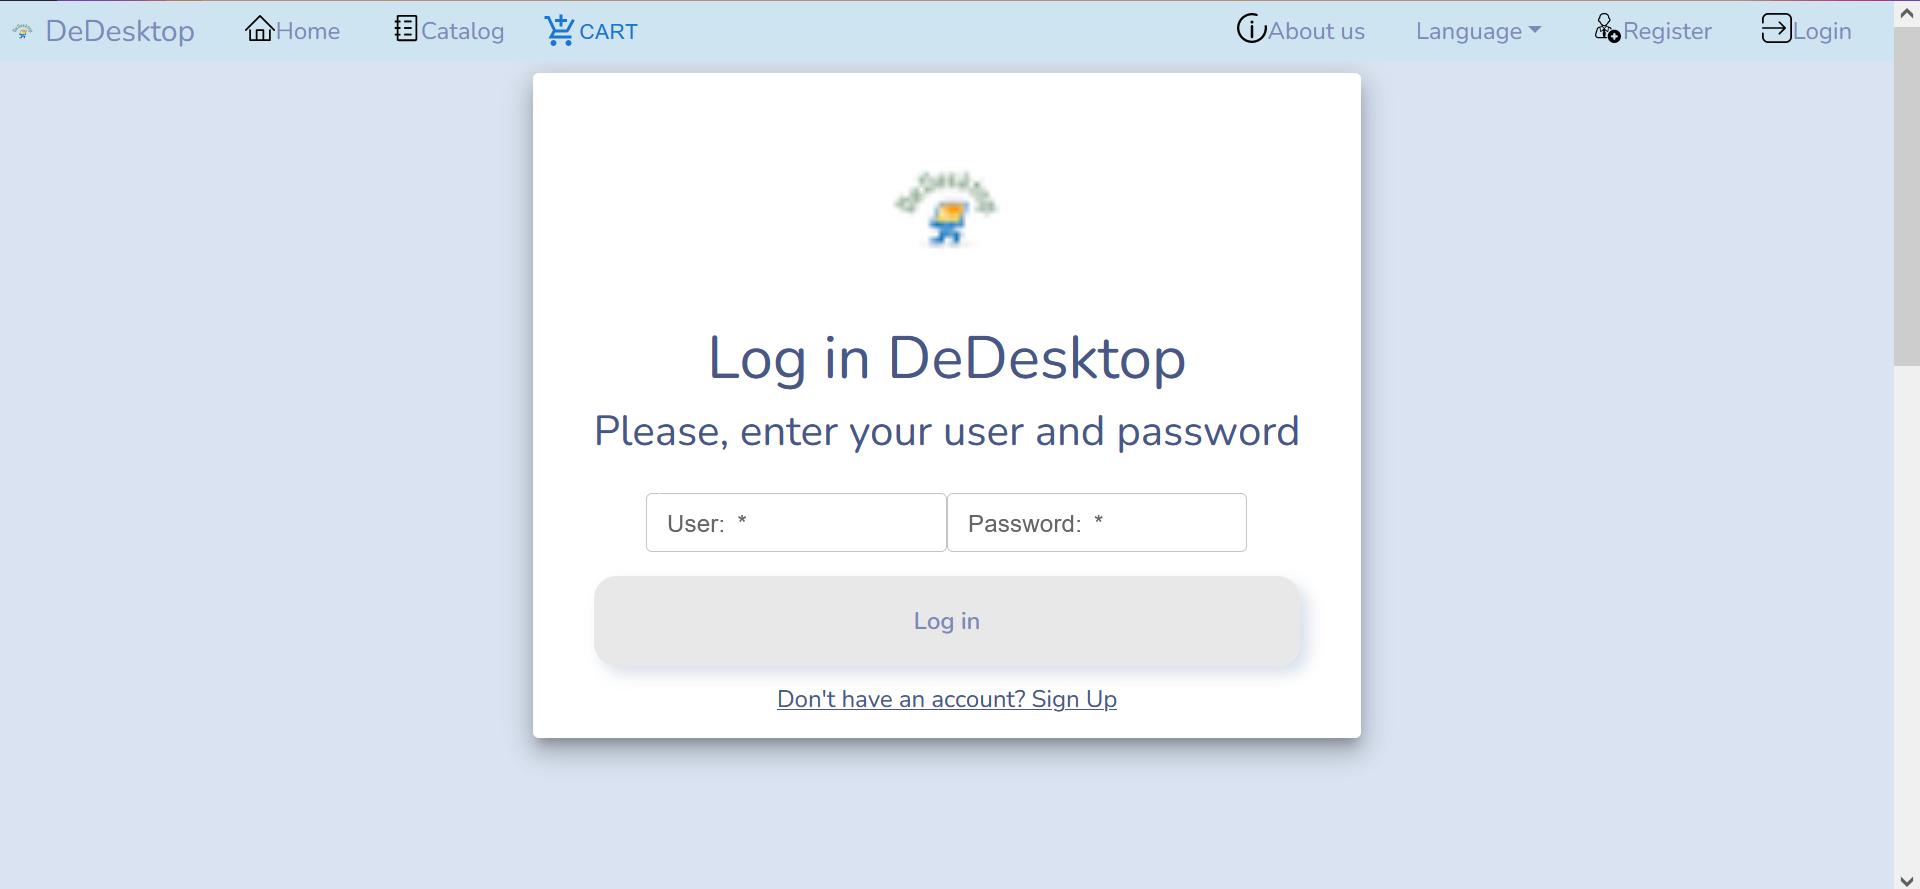 DeDesktop Home Catalog CART About us Language Register Login
DeDesktop
Log in DeDesktop
Please, enter your user and password
User: * Password: *
Log in
Don't have an account? Sign Up